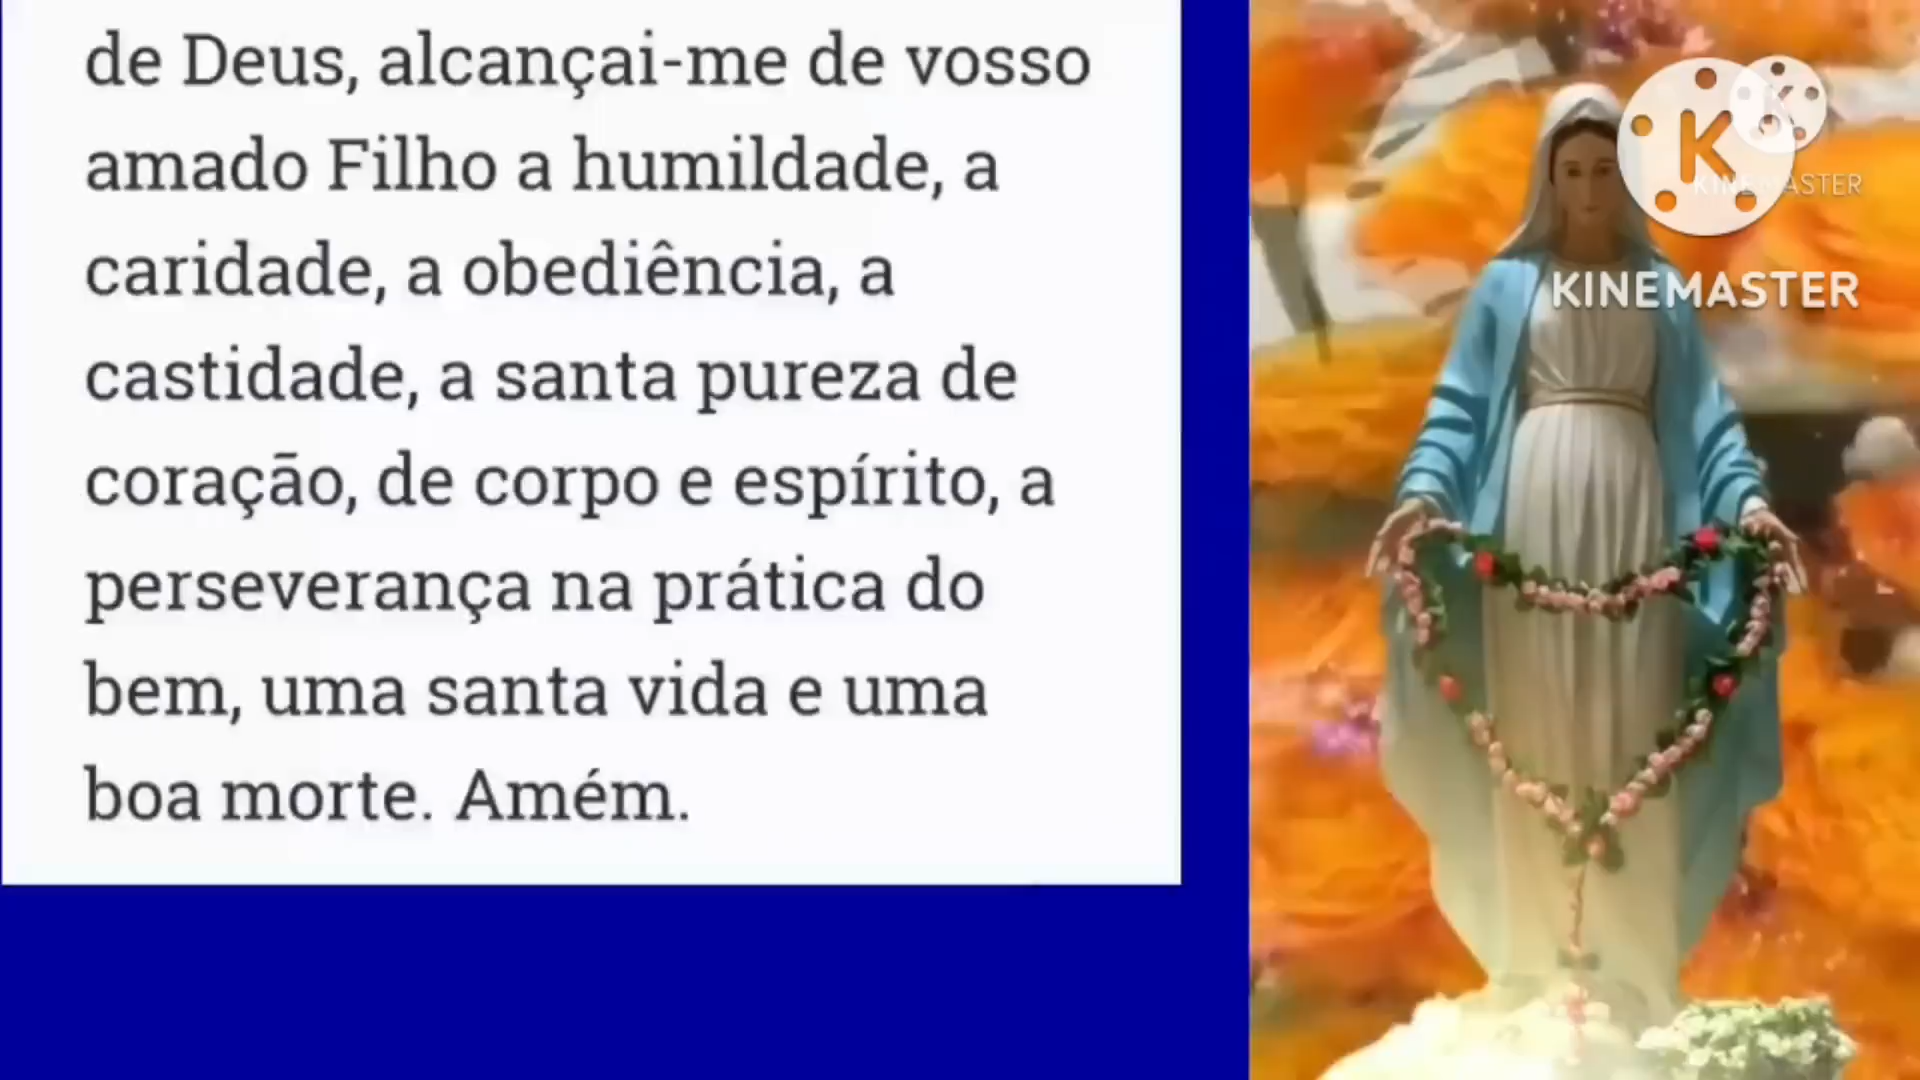 de Deus, alcançai-me de vosso
amado Filho a humildade, a
caridade, a obediência, a
castidade, a santa pureza de
coração, de corpo e espírito, a
perseverança na prática do
bem, uma santa vida e uma
boa morte. Amém.
K
K
KINEMASTER
KINEMASTER